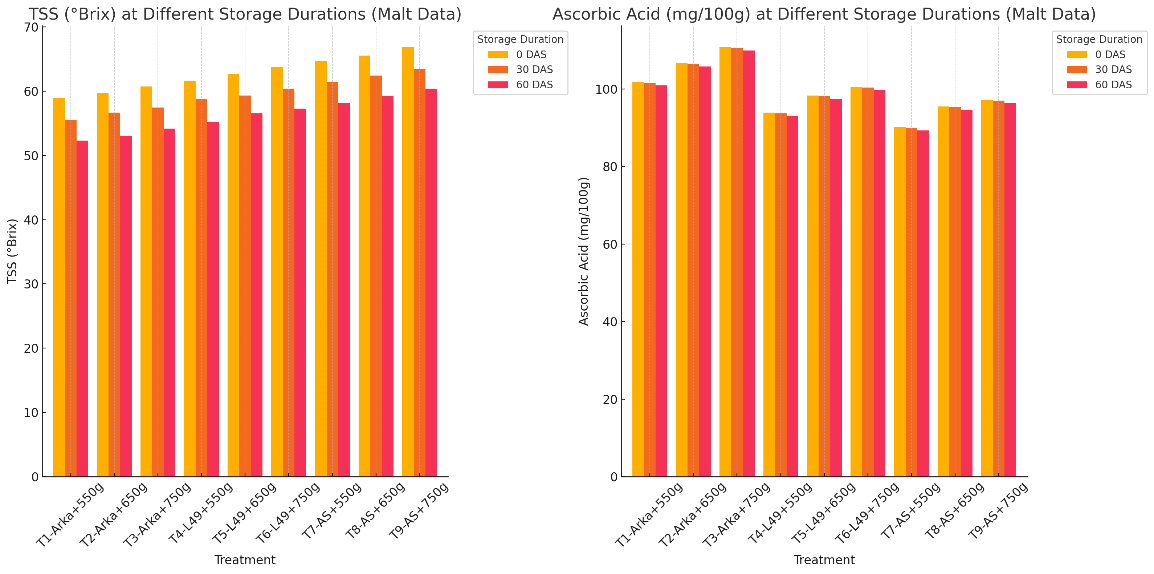 TSS (°Brix) at Different Storage Durations (Malt Data)
Storage Duration
0 DAS
30 DAS
60 DAS
70
60
50
40
30
20
10
0
TSS (°Brix)
T1-Arka+550g
T2-Arka+650g
T3-Arka+750g
T4-L49+550g
T5-L49+650g
T6-L49+750g
T7-AS+550g
T8-AS+650g
T9-AS+750g
Treatment
Ascorbic Acid (mg/100g) at Different Storage Durations (Malt Data)
Storage Duration
0 DAS
30 DAS
60 DAS
100
80
60
40
20
0
Ascorbic Acid (mg/100g)
T1-Arka+550g
T2-Arka+650g
T3-Arka+750g
T4-L49+550g
T5-L49+650g
T6-L49+750g
T7-AS+550g
T8-AS+650g
T9-AS+750g
Treatment